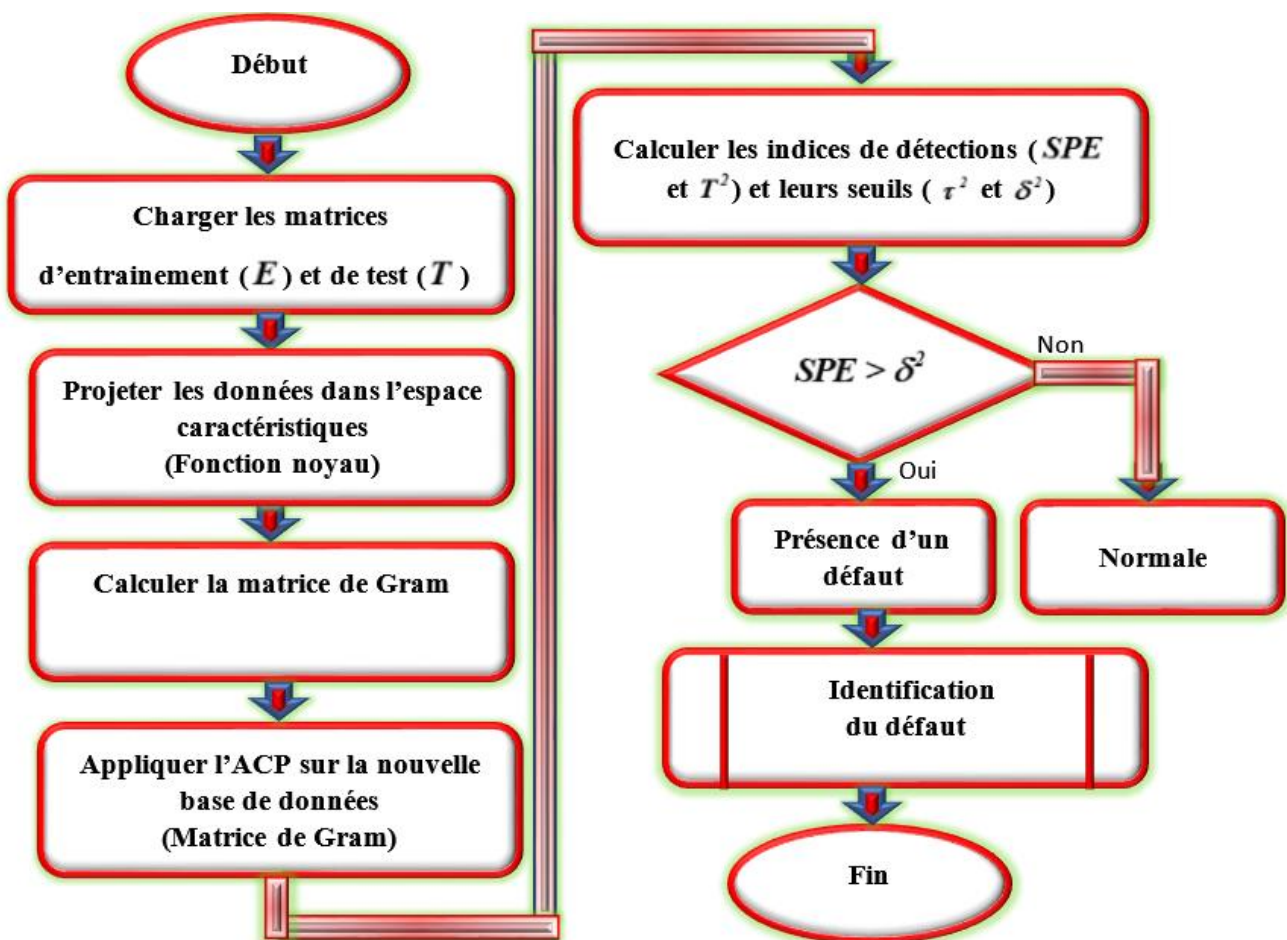 Début
Charger les matrices
d'entrainement (E) et de test (T)
Projeter les données dans l'espace
caractéristiques
(Fonction noyau)
Calculer la matrice de Gram
Appliquer l'ACP sur la nouvelle
base de données
(Matrice de Gram)
Calculer les indices de détections (SPE
et T²) et leurs seuils ( τ² et δ²)
SPE > δ²
Non
Oui
Présence d'un
défaut
Normale
Identification
du défaut
Fin